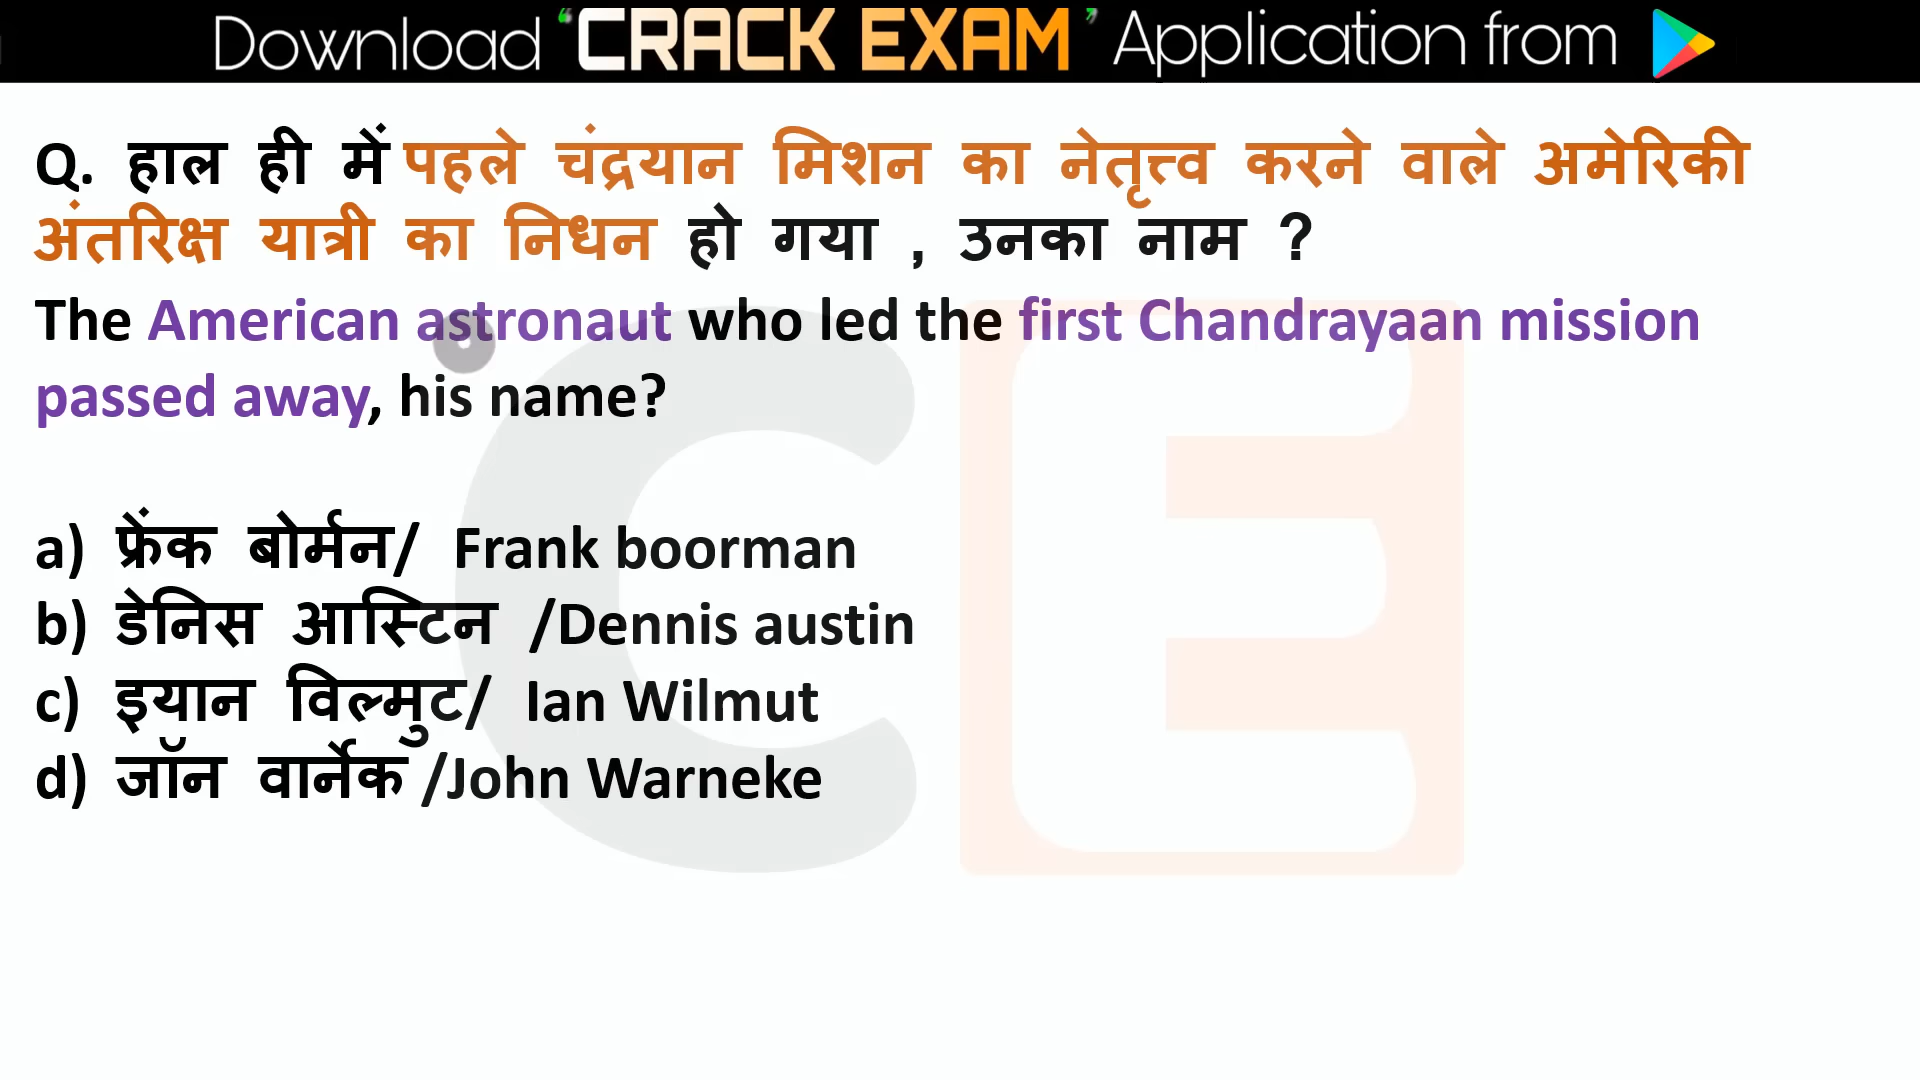 Download ‘CRACK EXAM’ Application from
Q. हाल ही में पहले चंद्रयान मिशन का नेतृत्त्व करने वाले अमेरिकी
अंतरिक्ष यात्री का निधन हो गया , उनका नाम ?
The American astronaut who led the first Chandrayaan mission
passed away, his name?
a) फ्रेंक बोर्मन/ Frank boorman
b) डेनिस आस्टिन /Dennis austin
c) इयान विल्मुट/ Ian Wilmut
d) जॉन वार्नेक /John Warneke
CE